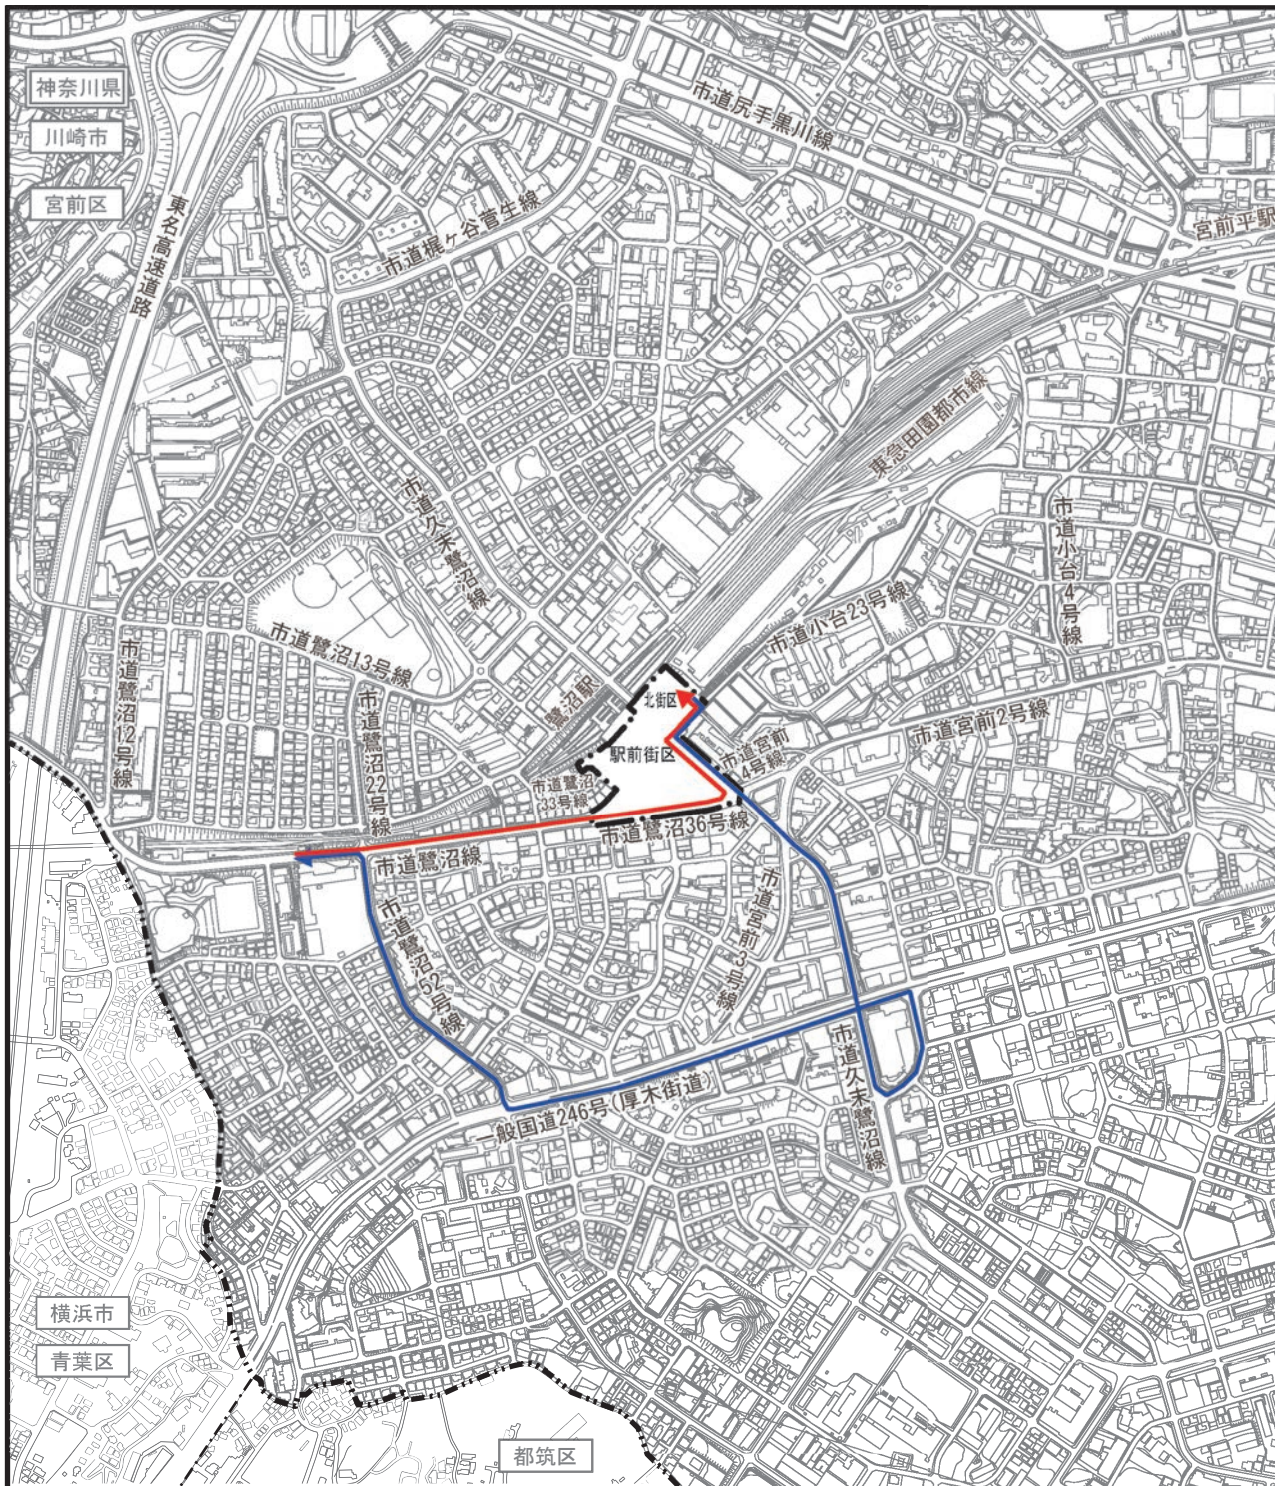 神奈川県
川崎市
宮前区
東名高速道路
市道尻手黒川線
市道梶ヶ谷菅生線
宮前平駅
東急田園都市線
市道久末鷺沼線
市道小台4号線
市道小台23号線
市道鷺沼13号線
市道鷺沼12号線
市道鷺沼22号線
鷺沼駅
北街区
駅前街区
市道宮前
4号線
市道宮前2号線
市道鷺沼
33号線
市道鷺沼36号線
市道鷺沼線
市道鷺沼52号線
市道宮前3号線
市道久末鷺沼線
一般国道246号(厚木街道)
横浜市
青葉区
都筑区